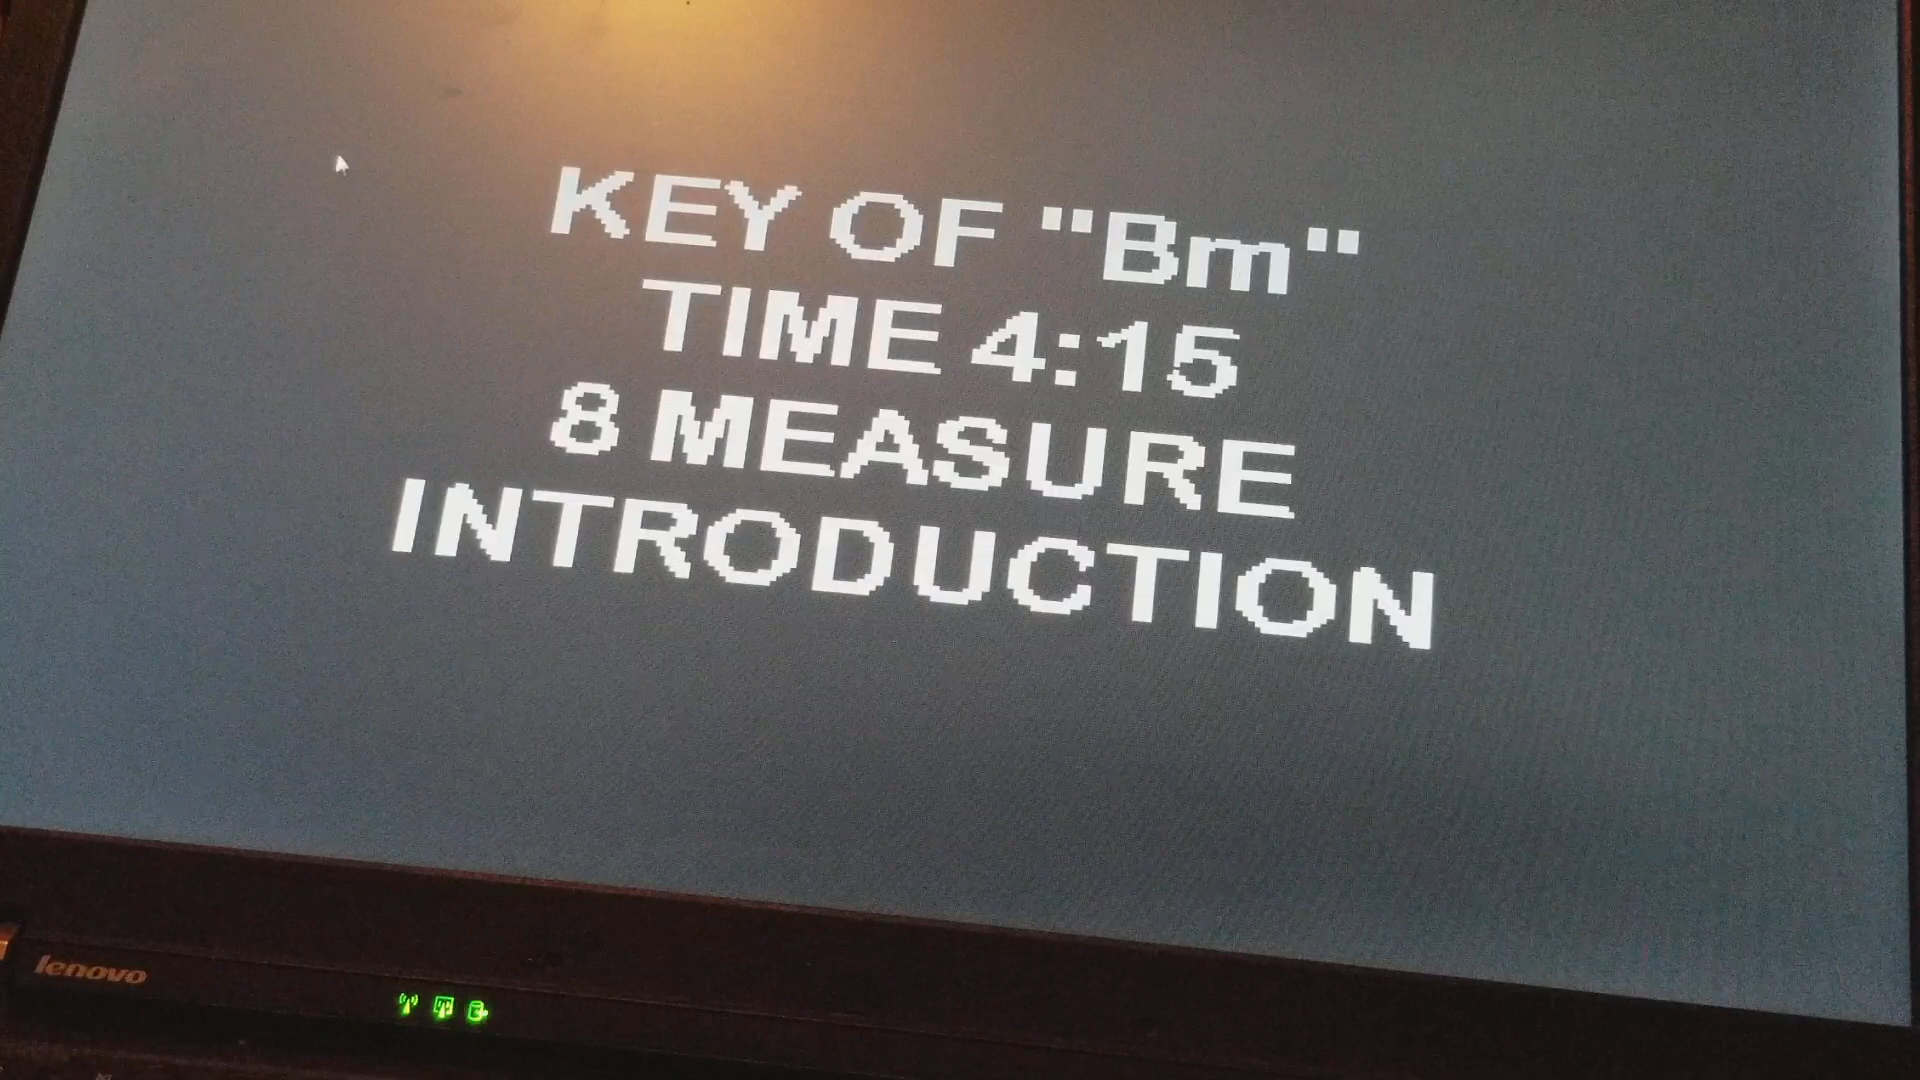 KEY OF "Bm"
TIME 4:15
8 MEASURE
INTRODUCTION
lenovo